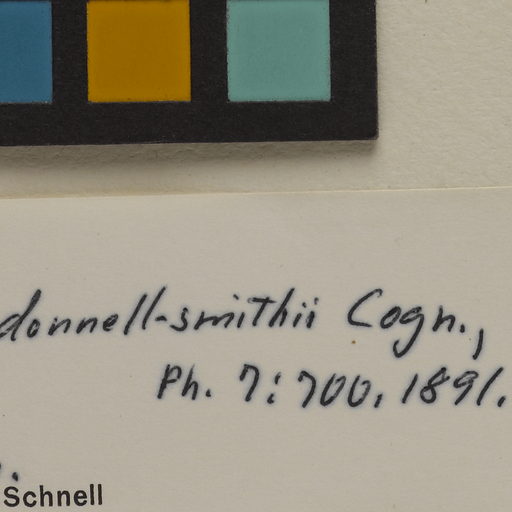 donnell-smithii Cogn.,
Ph. 7:700, 1891.
Schnell